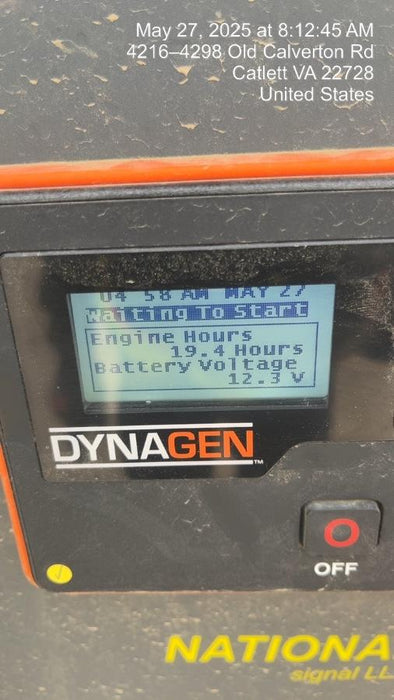 May 27, 2025 at 8:12:45 AM
4216–4298 Old Calverton Rd
Catlett VA 22728
United States
04 58 AM MAY 27
Waiting To Start
Engine Hours
19.4 Hours
Battery Voltage
12.3 V
DYNAGEN™
OFF
NATIONA
signal LL